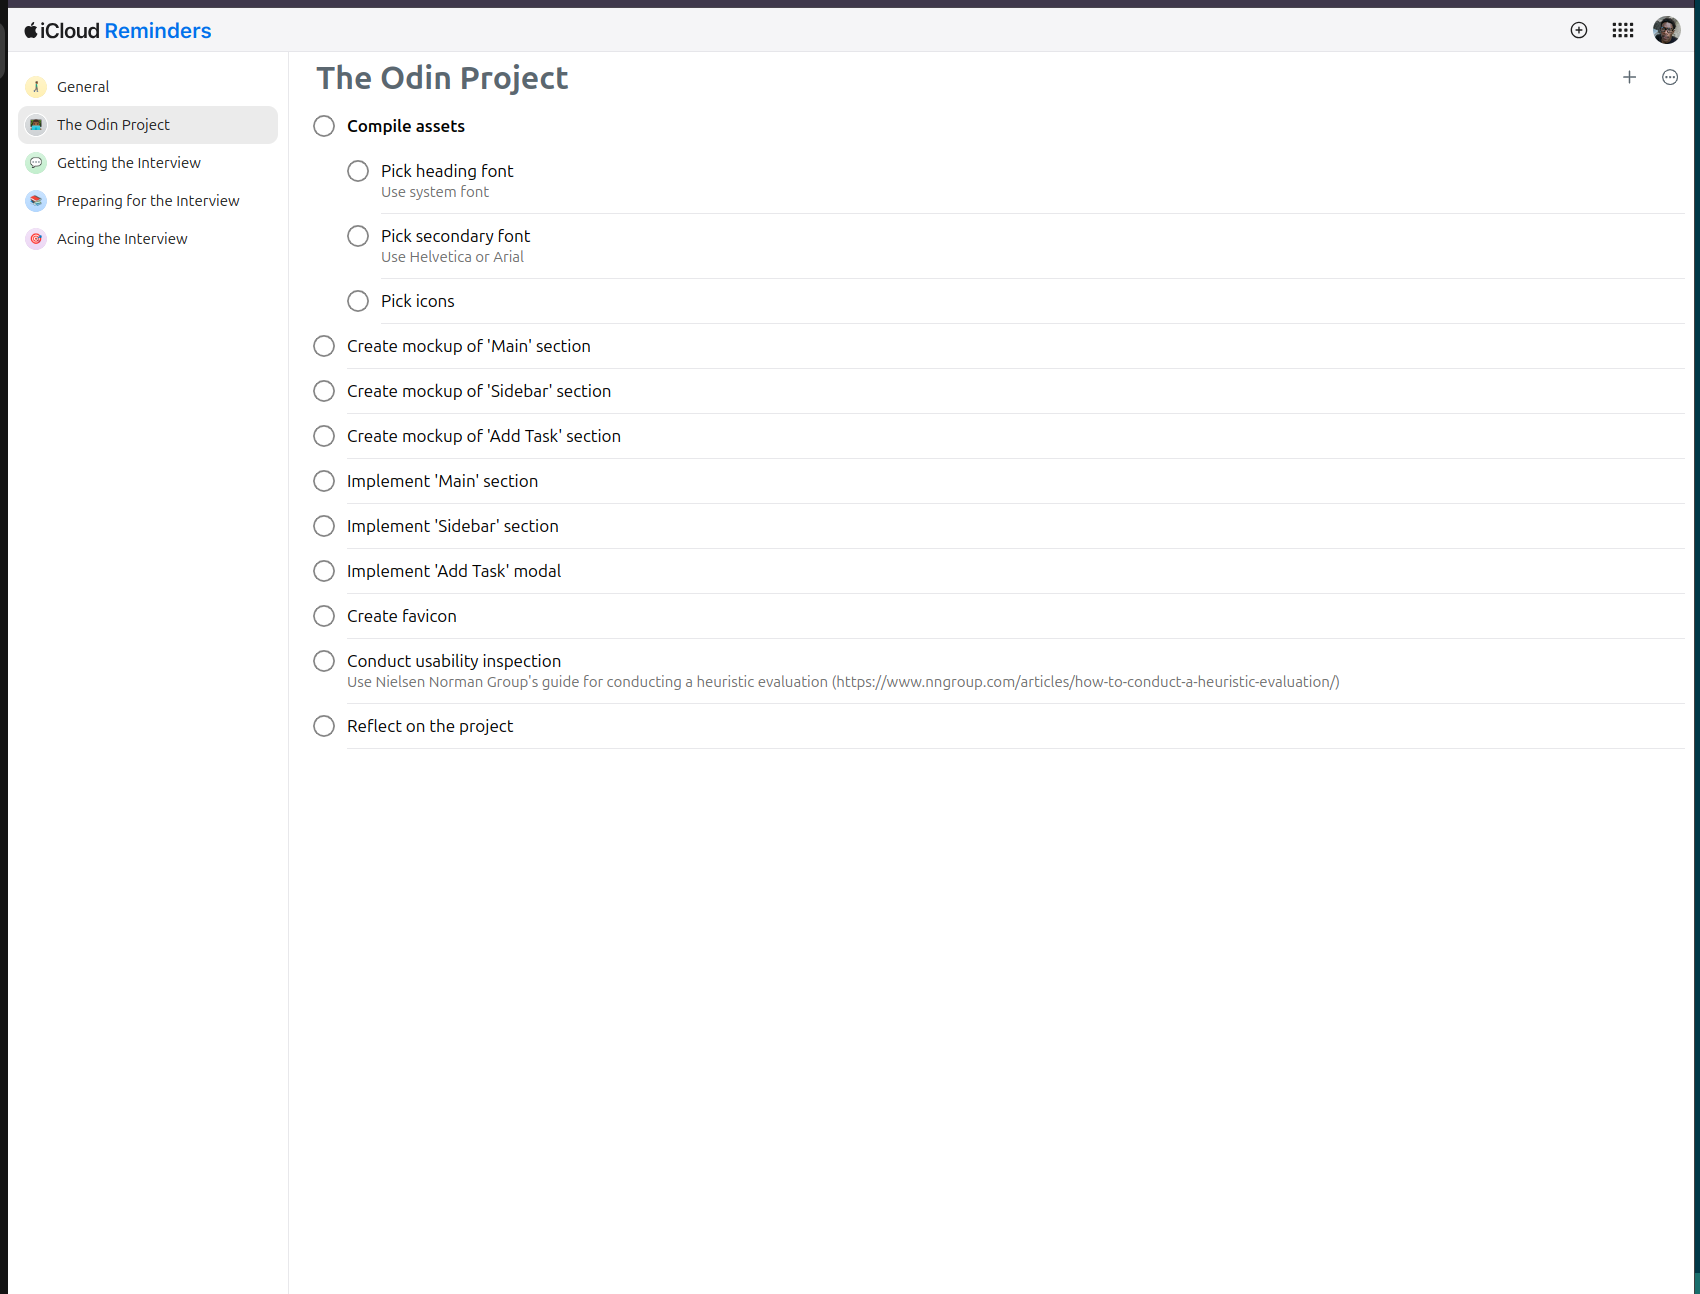 iCloud Reminders
General
The Odin Project
Getting the Interview
Preparing for the Interview
Acing the Interview
The Odin Project
Compile assets
Pick heading font
Use system font
Pick secondary font
Use Helvetica or Arial
Pick icons
Create mockup of 'Main' section
Create mockup of 'Sidebar' section
Create mockup of 'Add Task' section
Implement 'Main' section
Implement 'Sidebar' section
Implement 'Add Task' modal
Create favicon
Conduct usability inspection
Use Nielsen Norman Group's guide for conducting a heuristic evaluation (https://www.nngroup.com/articles/how-to-conduct-a-heuristic-evaluation/)
Reflect on the project